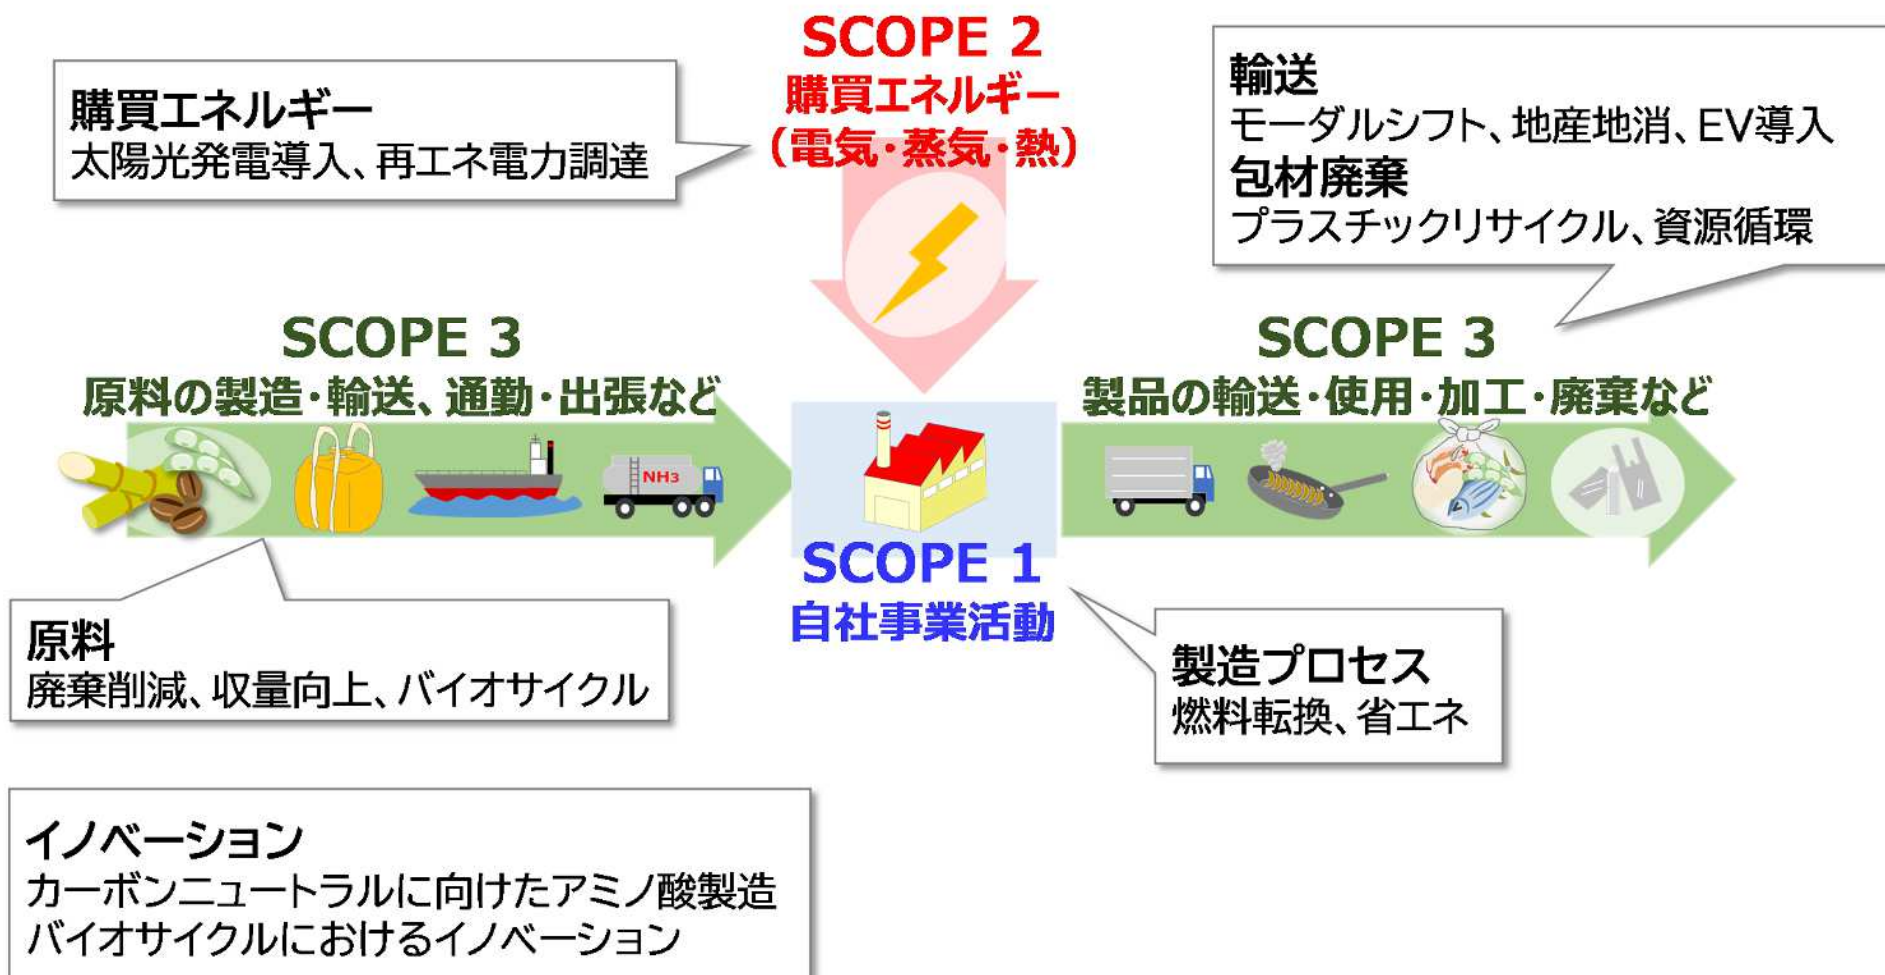 SCOPE 2
購買エネルギー
（電気・蒸気・熱）
購買エネルギー
太陽光発電導入、再エネ電力調達
輸送
モーダルシフト、地産地消、EV導入
包材廃棄
プラスチックリサイクル、資源循環
SCOPE 3
原料の製造・輸送、通勤・出張など
SCOPE 3
製品の輸送・使用・加工・廃棄など
NH3
SCOPE 1
自社事業活動
原料
廃棄削減、収量向上、バイオサイクル
製造プロセス
燃料転換、省エネ
イノベーション
カーボンニュートラルに向けたアミノ酸製造
バイオサイクルにおけるイノベーション